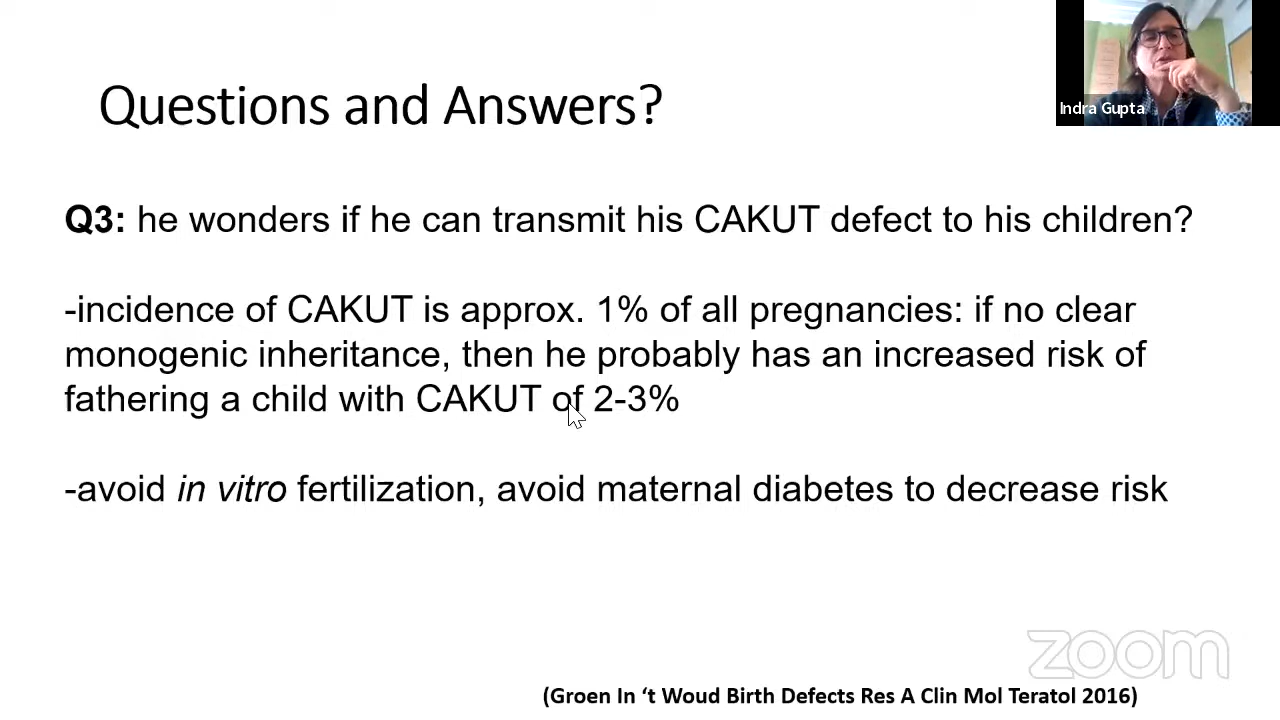 Indra Gupta
Questions and Answers?
Q3: he wonders if he can transmit his CAKUT defect to his children?
-incidence of CAKUT is approx. 1% of all pregnancies: if no clear
monogenic inheritance, then he probably has an increased risk of
fathering a child with CAKUT of 2-3%
-avoid in vitro fertilization, avoid maternal diabetes to decrease risk
zoom
(Groen In ‘t Woud Birth Defects Res A Clin Mol Teratol 2016)